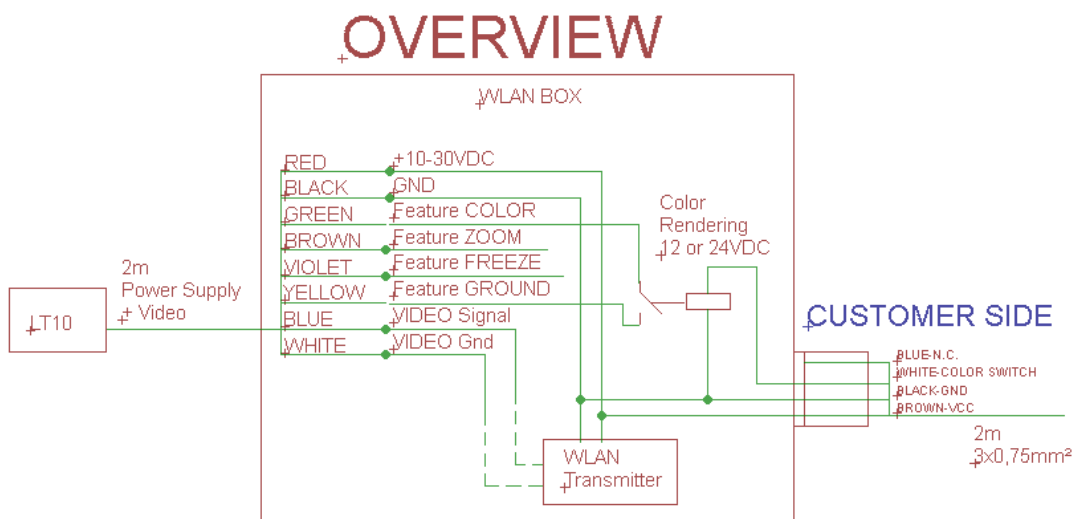 OVERVIEW
WLAN BOX
RED
+10-30VDC
BLACK
GND
GREEN
Feature COLOR
BROWN
Feature ZOOM
VIOLET
Feature FREEZE
YELLOW
Feature GROUND
BLUE
VIDEO Signal
WHITE
VIDEO Gnd
Color
Rendering
12 or 24VDC
2m
Power Supply
+ Video
LT10
CUSTOMER SIDE
BLUE-N.C.
WHITE-COLOR SWITCH
BLACK-GND
BROWN-VCC
2m
3x0,75mm²
WLAN
Transmitter